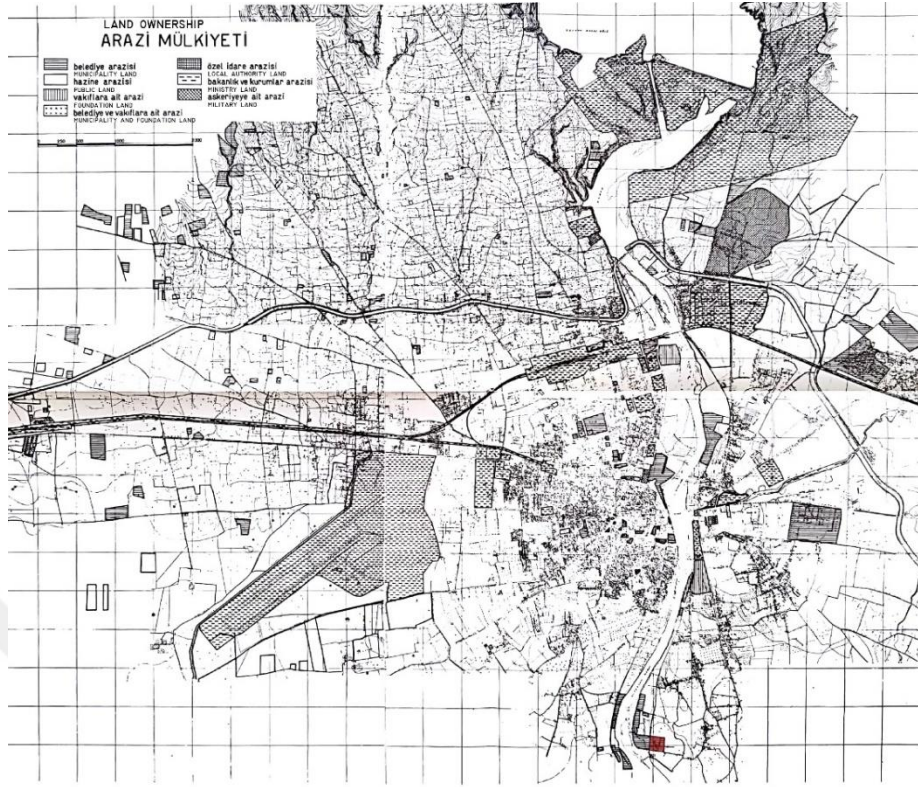 LAND OWNERSHIP
ARAZİ MÜLKİYETİ
belediye arazisi
MUNICIPALITY LAND
hazine arazisi
PUBLIC LAND
vakıflara ait arazi
FOUNDATION LAND
belediye ve vakıflara ait arazi
MUNICIPALITY AND FOUNDATION LAND
özel idare arazisi
LOCAL AUTHORITY LAND
bakanlık ve kurumlar arazisi
MINISTRY LAND
askeriyeye ait arazi
MILITARY LAND